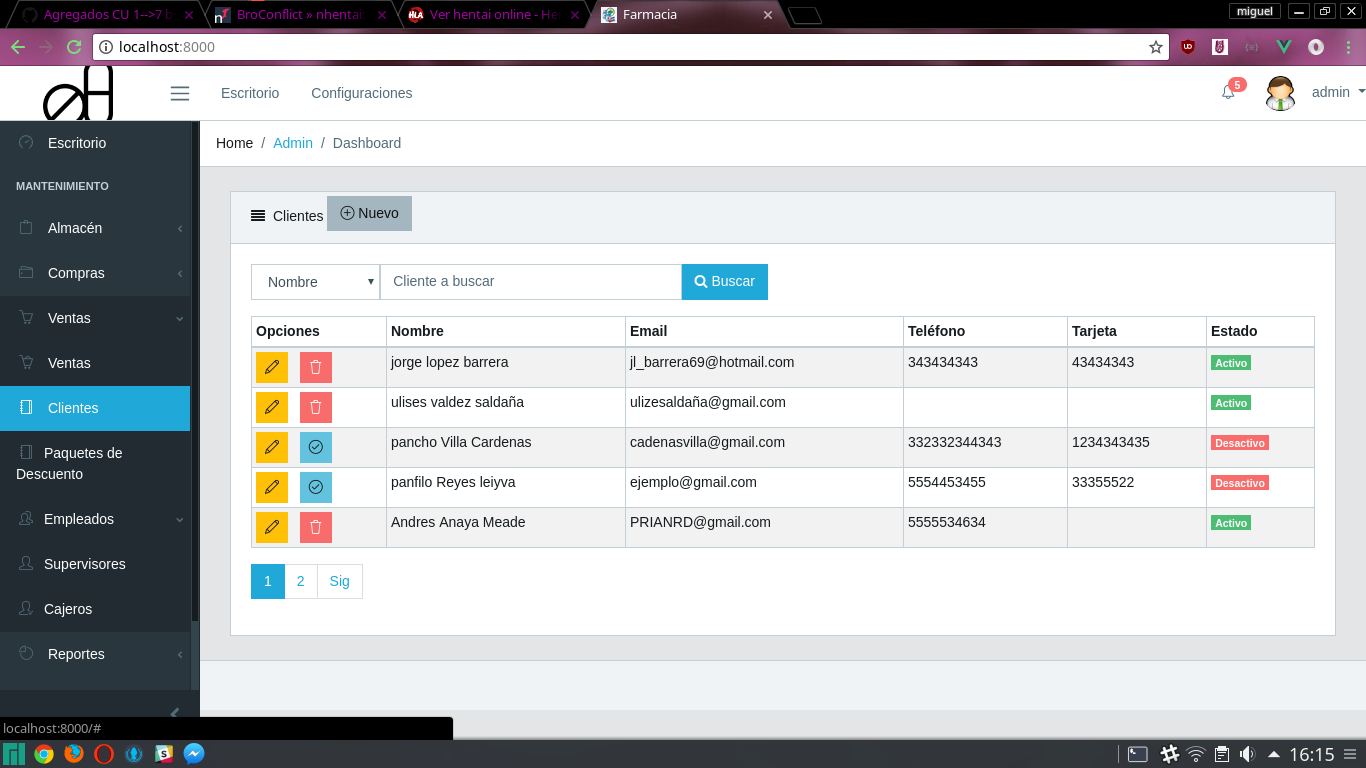 Agregados CU 1-->7 b
BroConflict » nhentai:
Ver hentai online - He
Farmacia
miguel
localhost:8000
Escritorio
Configuraciones
5
admin
Home / Admin / Dashboard
Escritorio
MANTENIMIENTO
Almacén
Compras
Ventas
Ventas
Clientes
Paquetes de
Descuento
Empleados
Supervisores
Cajeros
Reportes
Clientes
Nuevo
Nombre
Cliente a buscar
Buscar
Opciones Nombre Email Teléfono Tarjeta Estado
jorge lopez barrera jl_barrera69@hotmail.com 343434343 43434343 Activo
ulises valdez saldaña ulizesaldaña@gmail.com Activo
pancho Villa Cardenas cadenasvilla@gmail.com 332332344343 1234343435 Desactivo
panfilo Reyes leiyva ejemplo@gmail.com 5554453455 33355522 Desactivo
Andres Anaya Meade PRIANRD@gmail.com 5555534634 Activo
1 2 Sig
localhost:8000/#
16:15